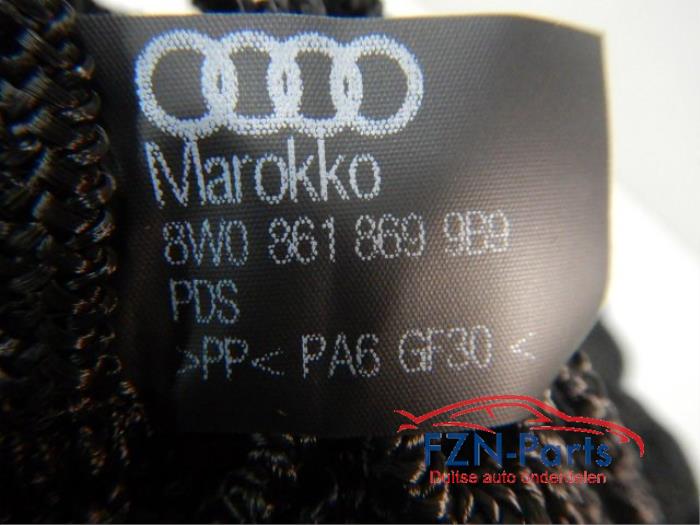 Marokko
8W0 861 869 9B9
PDS
>PP< PA6 GF30 <
FZN-Parts
Duitse auto onderdelen